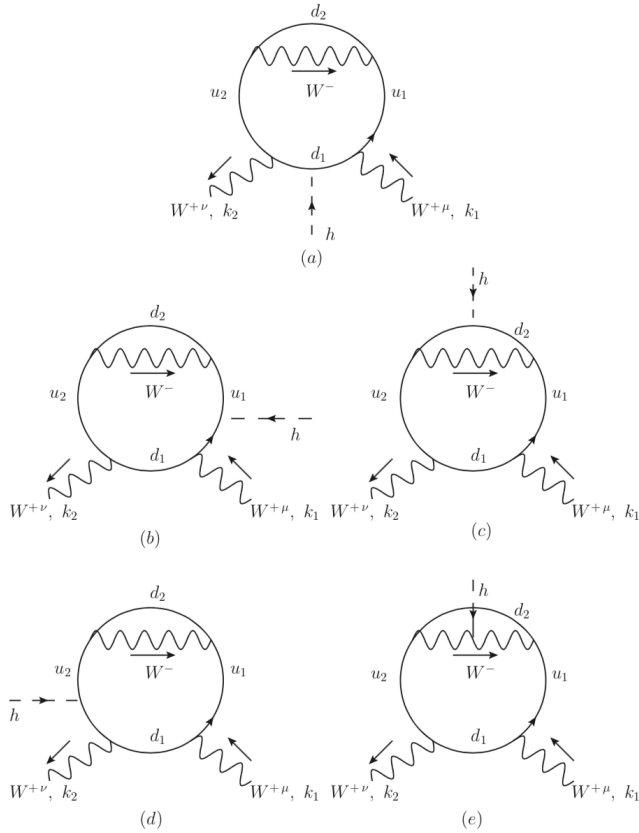 d₂
W⁻
u₂ u₁
d₁
W⁺ᵛ, k₂ W⁺ᵘ, k₁
h
(a)
h
d₂ d₂
W⁻ W⁻
u₂ u₁ u₂ u₁
h
d₁ d₁
W⁺ᵛ, k₂ W⁺ᵘ, k₁ W⁺ᵛ, k₂ W⁺ᵘ, k₁
(b) (c)
h
d₂ d₂
W⁻ W⁻
u₂ u₁ u₂ u₁
h
d₁ d₁
W⁺ᵛ, k₂ W⁺ᵘ, k₁ W⁺ᵛ, k₂ W⁺ᵘ, k₁
(d) (e)